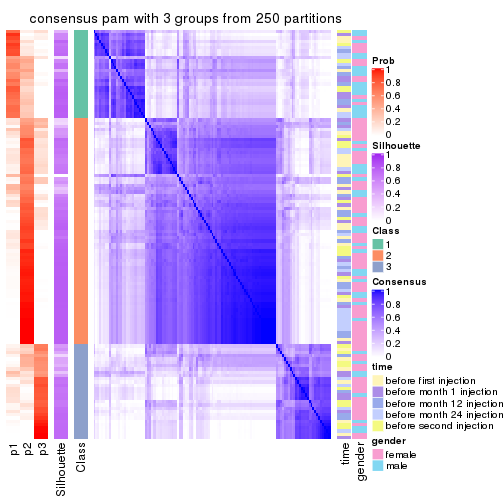 consensus pam with 3 groups from 250 partitions
Prob
1
0.8
0.6
0.4
0.2
0
Silhouette
1
0.8
0.6
0.4
0.2
0
Class
1
2
3
Consensus
1
0.8
0.6
0.4
0.2
0
time
before first injection
before month 1 injection
before month 12 injection
before month 24 injection
before second injection
gender
female
male
p1
p2
p3
Silhouette
Class
time
gender